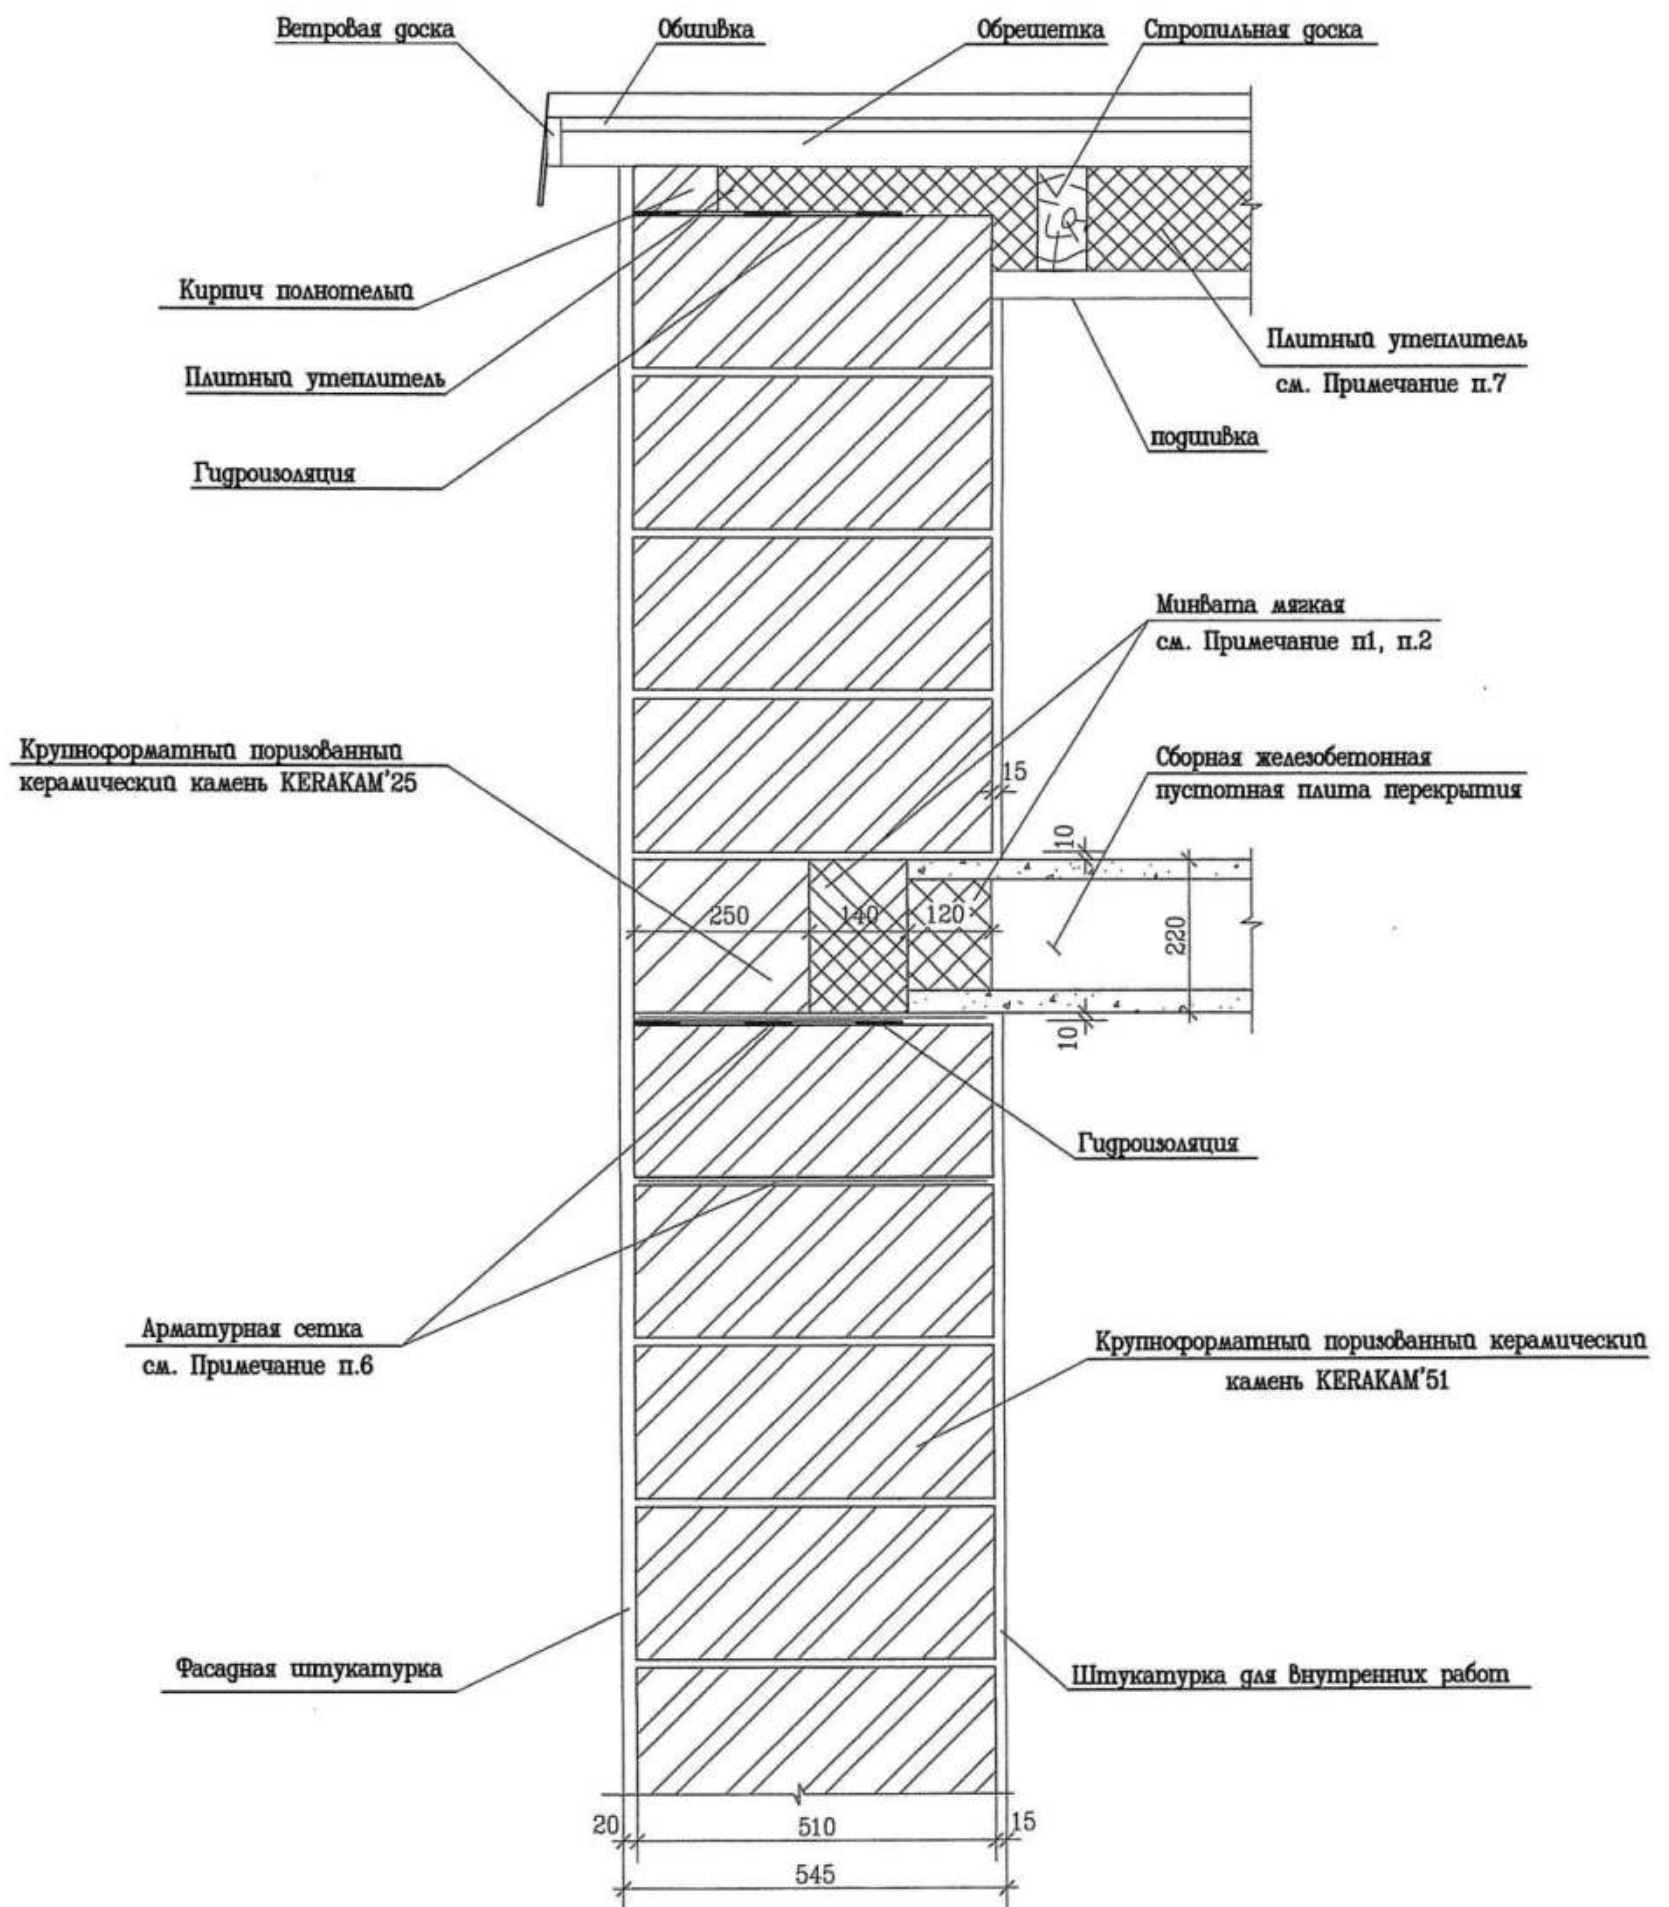 Ветровая доска
Обшивка
Обрешетка
Стропильная доска
Кирпич полнотелый
Плитный утеплитель
Гидроизоляция
Плитный утеплитель
см. Примечание п.7
подшивка
Минвата мягкая
см. Примечание п1, п.2
Крупноформатный поризованный
керамический камень KERAKAM'25
Сборная железобетонная
пустотная плита перекрытия
15
10
250
140
120
220
10
Гидроизоляция
Арматурная сетка
см. Примечание п.6
Крупноформатный поризованный керамический
камень KERAKAM'51
Фасадная штукатурка
Штукатурка для внутренних работ
20
510
15
545